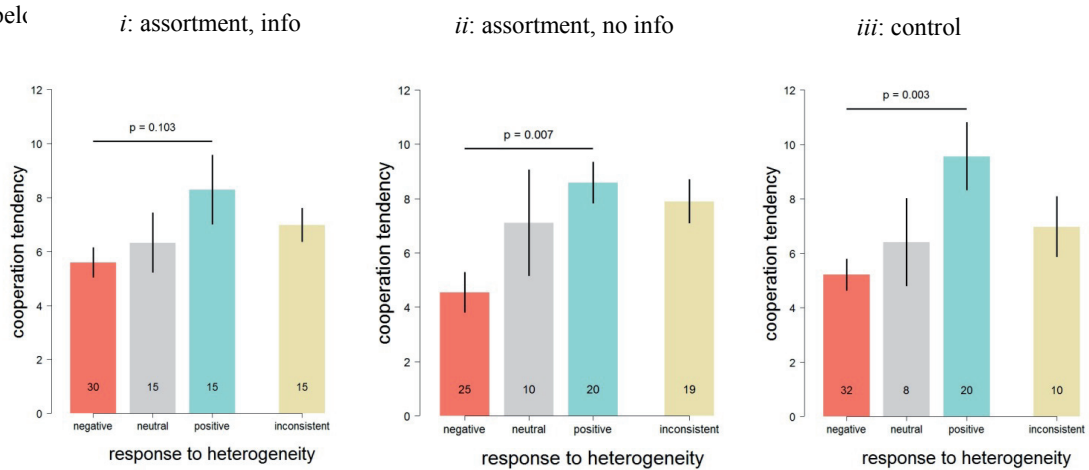 i: assortment, info
ii: assortment, no info
iii: control
12
10
8
6
4
2
0
cooperation tendency
p = 0.103
30
15
15
15
negative
neutral
positive
inconsistent
response to heterogeneity
12
10
8
6
4
2
0
cooperation tendency
p = 0.007
25
10
20
19
negative
neutral
positive
inconsistent
response to heterogeneity
12
10
8
6
4
2
0
cooperation tendency
p = 0.003
32
8
20
10
negative
neutral
positive
inconsistent
response to heterogeneity